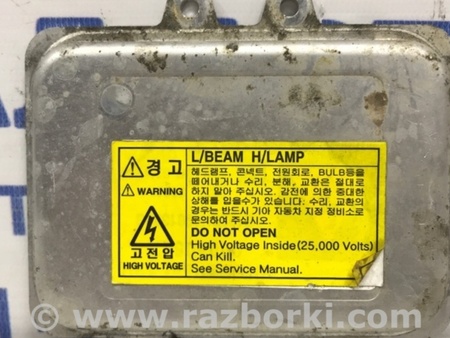 L/BEAM H/LAMP
⚠경 고
⚠ WARNING
고전압
HIGH VOLTAGE
헤드램프, 콘넥트, 전원회로, BULB등을
떼어내거나 수리, 분해, 교환은 절대로
하지 말아 주십시오. 감전에 의한 중대한
상해를 입을수가 있습니다. 수리, 교환의
경우는 반드시 기아 자동차 지정 정비소로
문의하여 주십시오.
DO NOT OPEN
High Voltage Inside(25,000 Volts)
Can Kill.
See Service Manual.
© www.razborki.com